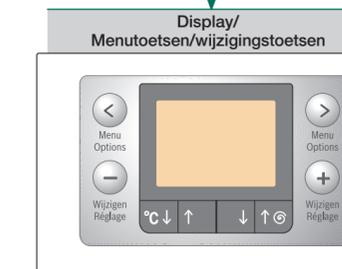 Display/
Menutoetsen/wijzigingstoetsen
< >
Menu Menu
Options Options
− +
Wijzigen Wijzigen
Réglage Réglage
°C ↓ ↑ ↓ ↑